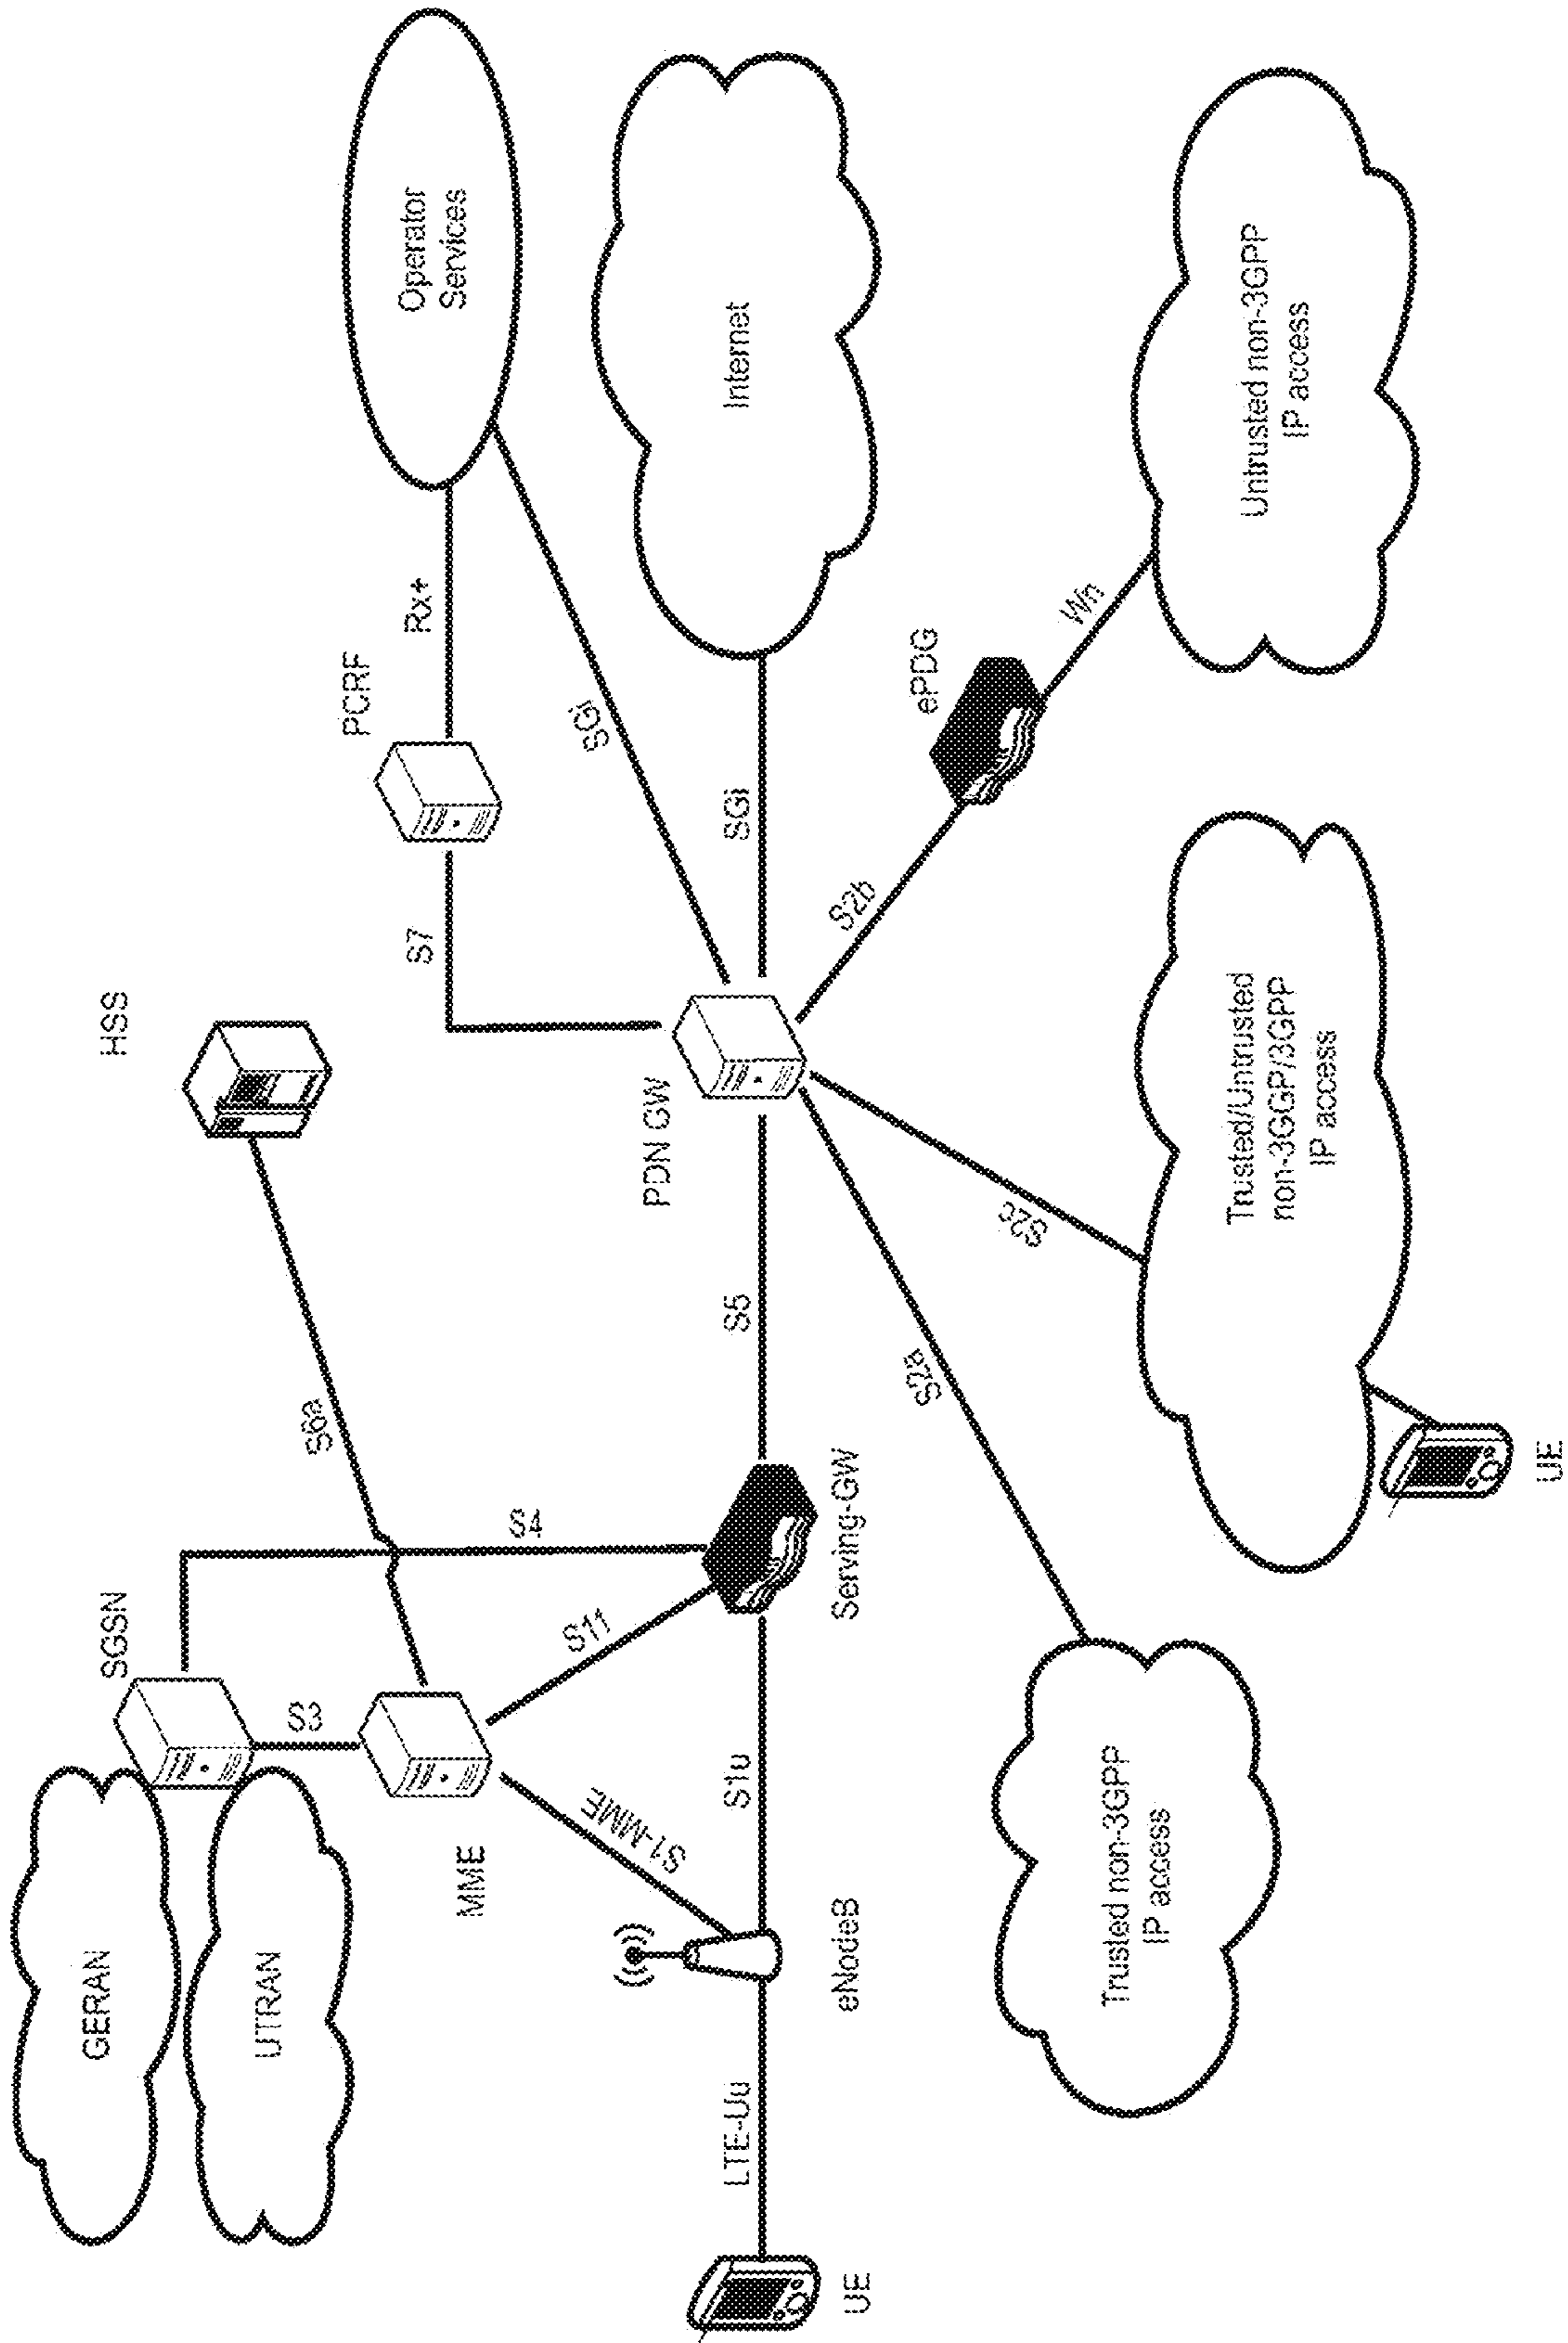 GERAN
UTRAN
SGSN
HSS
S3
S6a
S4
S7
PCRF
Rx+
Operator
Services
MME
S11
S1-MME
SGi
PDN GW
LTE-Uu
S1u
S5
SGi
Internet
UE
eNodeB
Serving-GW
S2a
S2c
S2b
ePDG
Wn
Trusted non-3GPP
IP access
Trusted/Untrusted
non-3GGP/3GPP
IP access
Untrusted non-3GPP
IP access
UE